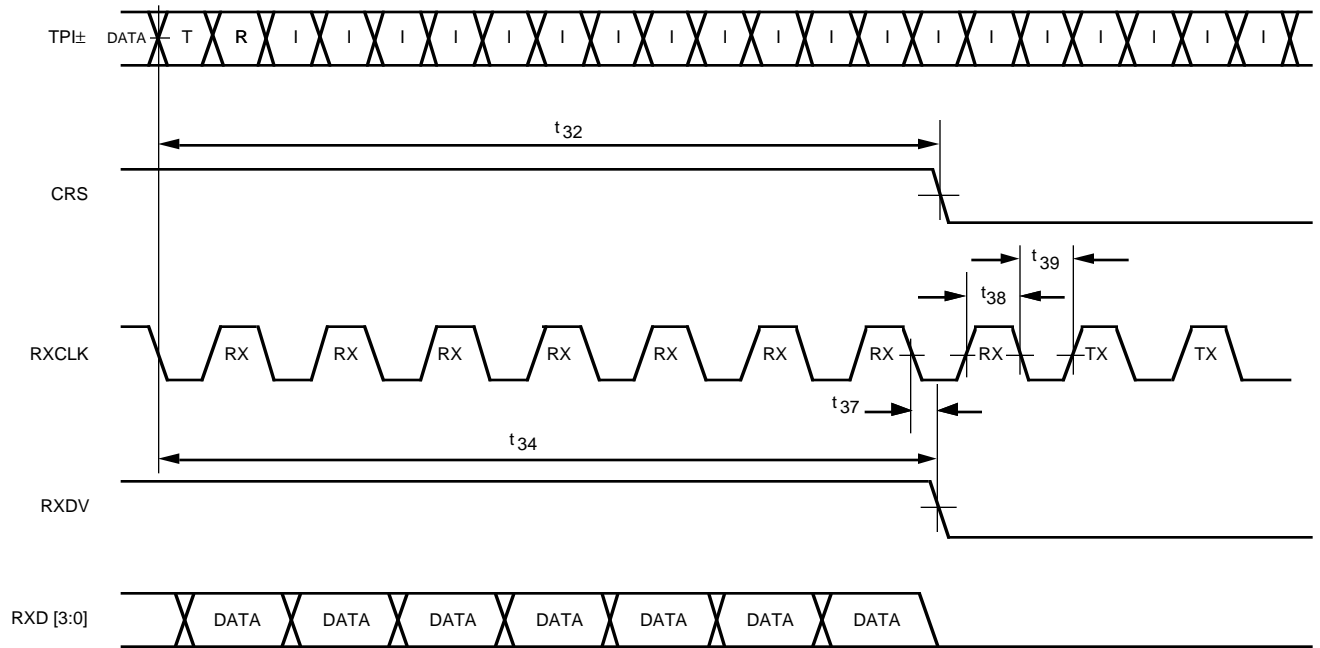 TPI± DATA T R I I I I I I I I I I I I I I I I I I I
t32
CRS
t39
t38
RXCLK RX RX RX RX RX RX RX RX TX TX
t37
t34
RXDV
RXD [3:0] DATA DATA DATA DATA DATA DATA DATA